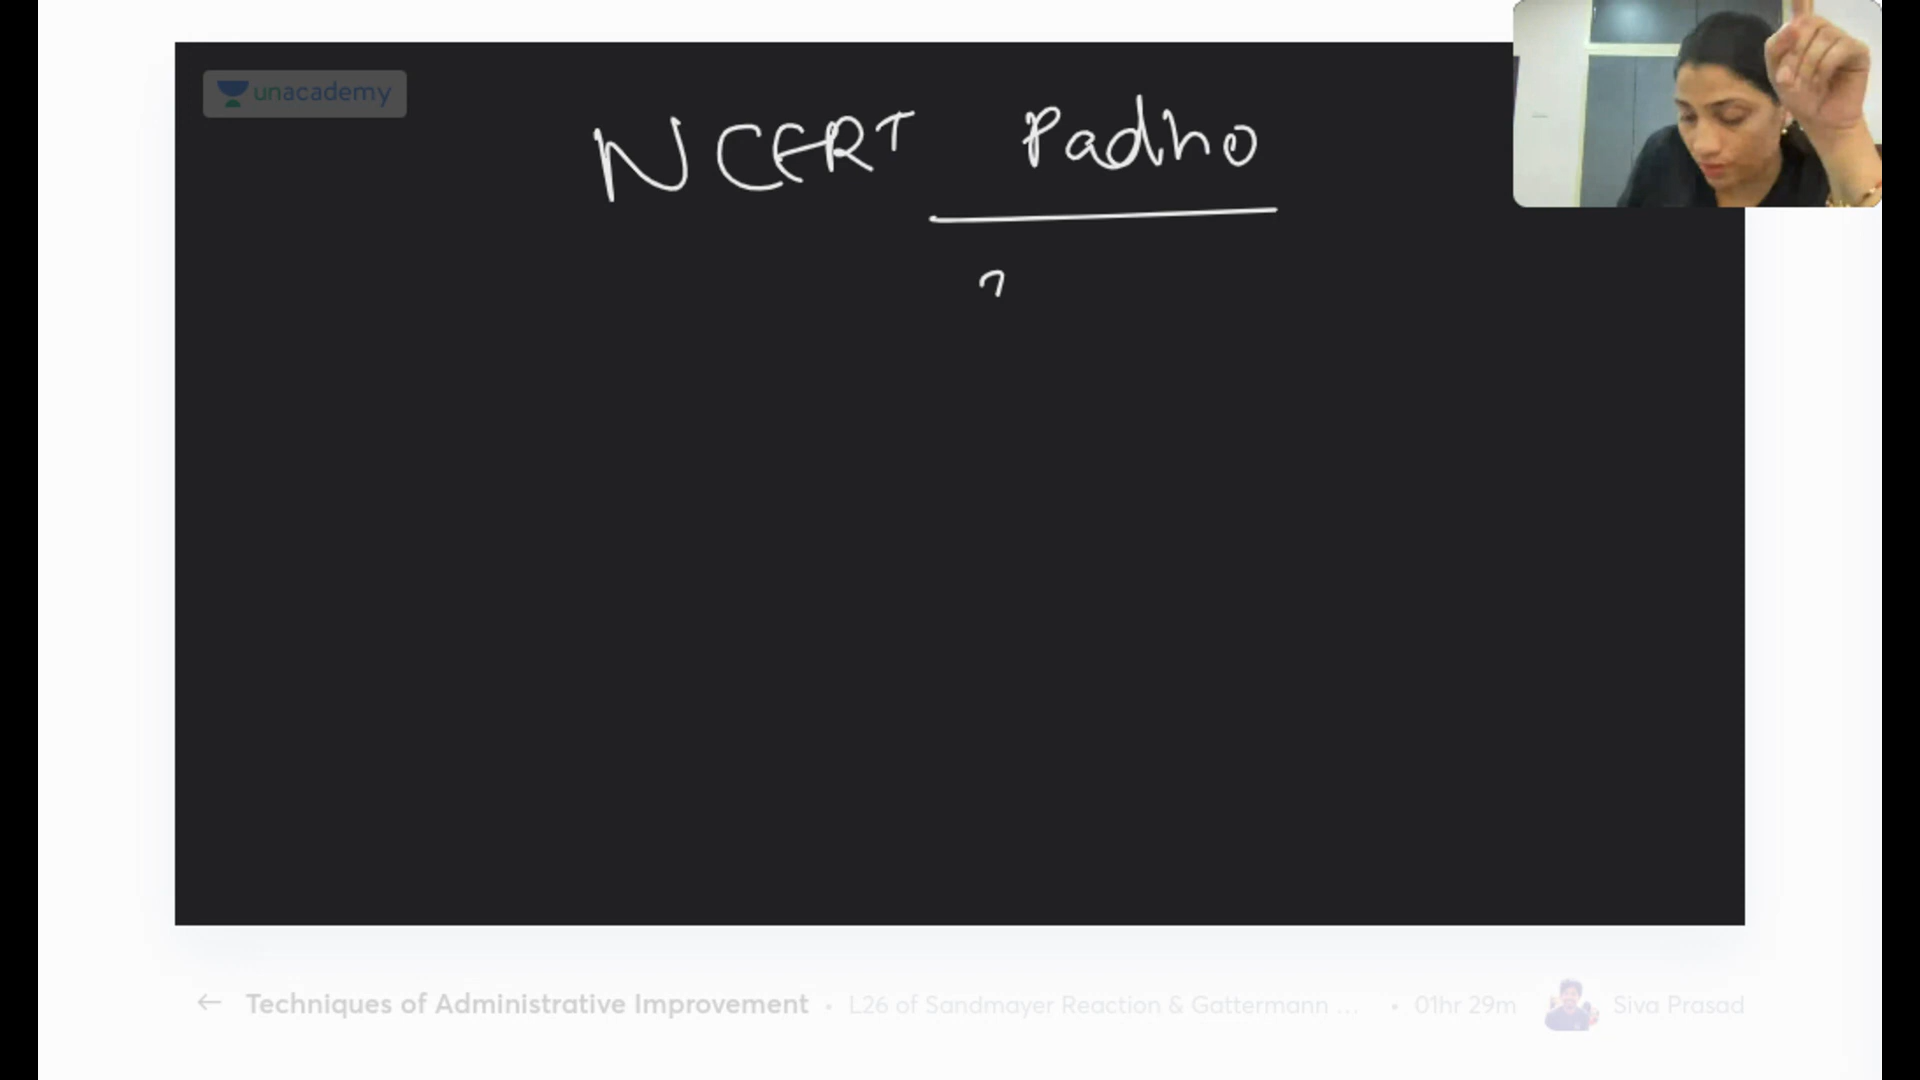 unacademy
NCERT Padho
← Techniques of Administrative Improvement • L26 of Sandmayer Reaction & Gattermann ... • 01hr 29m Siva Prasad